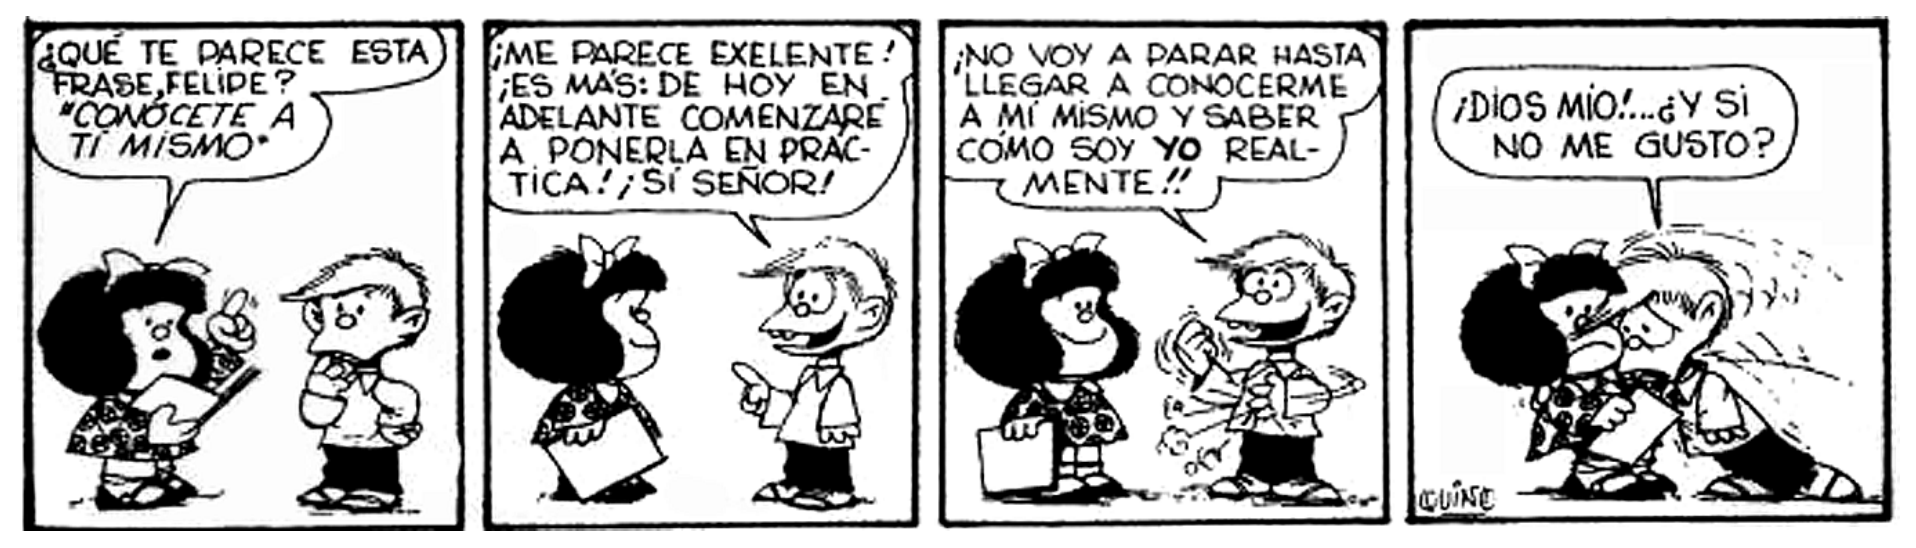 ¿QUÉ TE PARECE ESTA
FRASE, FELIPE?
"CONÓCETE A
TI MISMO"
¡ME PARECE EXELENTE!
¡ES MÁS: DE HOY EN
ADELANTE COMENZARÉ
A PONERLA EN PRÁC-
TICA! ¡SÍ SEÑOR!
¡NO VOY A PARAR HASTA
LLEGAR A CONOCERME
A MÍ MISMO Y SABER
CÓMO SOY YO REAL-
MENTE!!
¡DIOS MÍO!....¿Y SI
NO ME GUSTO?
QUINO